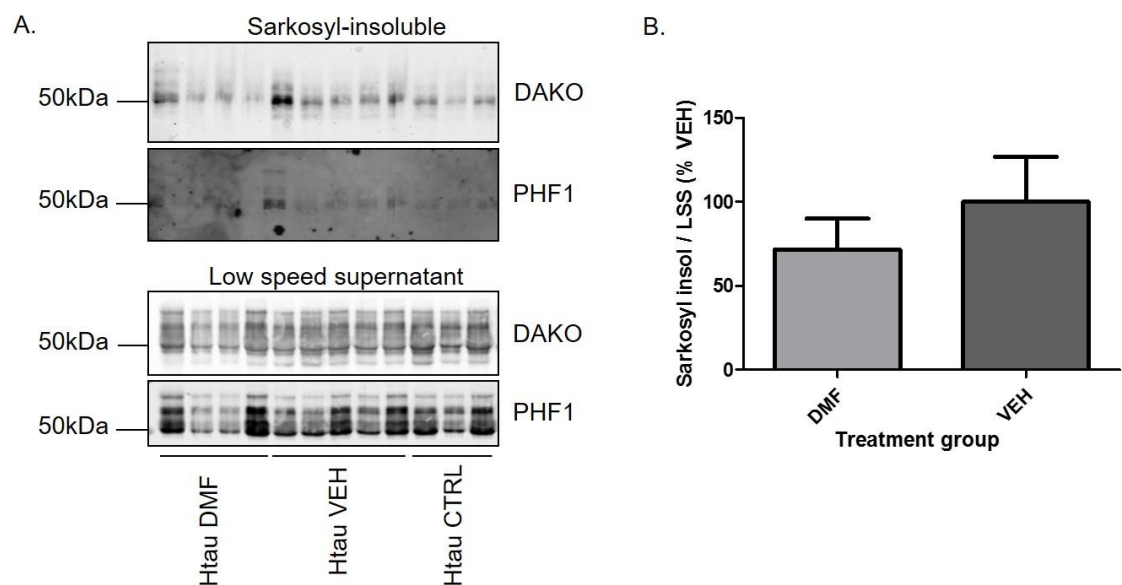 A.
Sarkosyl-insoluble
50kDa
DAKO
50kDa
PHF1
Low speed supernatant
50kDa
DAKO
50kDa
PHF1
Htau DMF
Htau VEH
Htau CTRL
B.
Sarkosyl insol / LSS (% VEH)
150
100
50
0
DMF
VEH
Treatment group